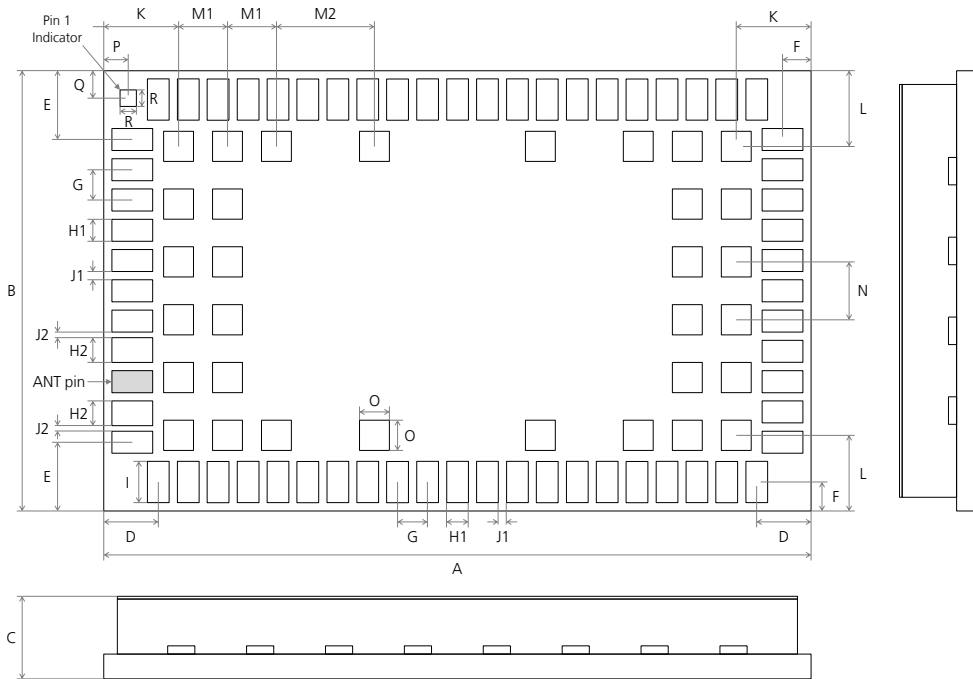 Pin 1
Indicator
K
M1
M1
M2
K
P
F
Q
R
E
R
L
G
H1
J1
B
N
J2
H2
ANT pin
O
H2
O
J2
E
I
L
F
D
G
H1
J1
D
A
C